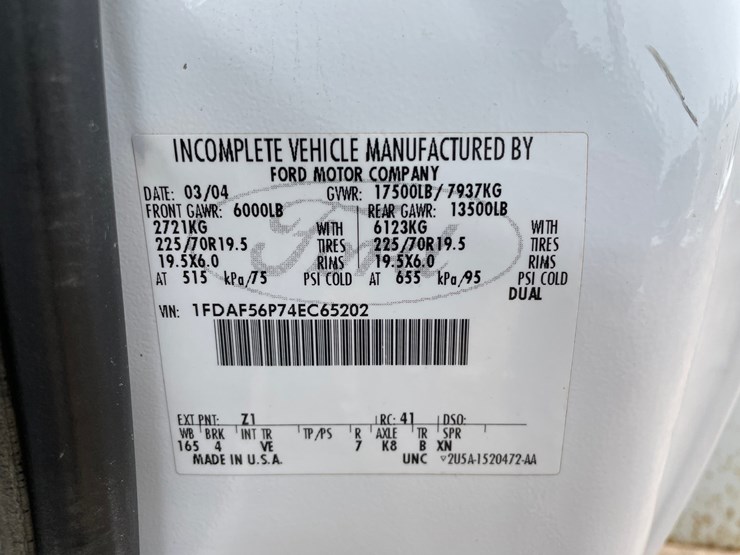 INCOMPLETE VEHICLE MANUFACTURED BY
FORD MOTOR COMPANY
DATE: 03/04 GVWR: 17500LB/ 7937KG
FRONT GAWR: 6000LB REAR GAWR: 13500LB
2721KG WITH 6123KG WITH
225/70R19.5 TIRES 225/70R19.5 TIRES
19.5X6.0 RIMS 19.5X6.0 RIMS
AT 515 kPa/75 PSI COLD AT 655 kPa/95 PSI COLD
DUAL
VIN: 1FDAF56P74EC65202
Ford
EXT PNT: Z1 RC: 41 DSO:
WB BRK INT TR TP/PS R AXLE TR SPR
165 4 VE 7 K8 B XN
MADE IN U.S.A. UNC ▽2U5A-1520472-AA